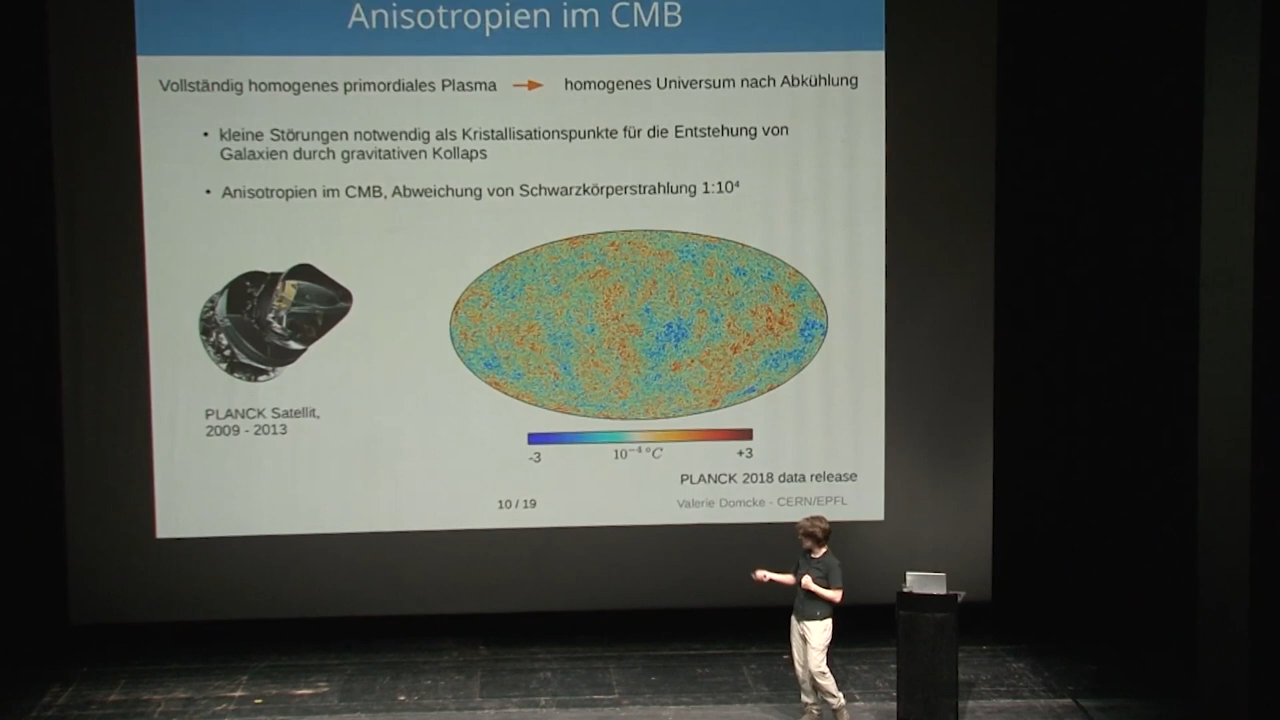 Anisotropien im CMB
Vollständig homogenes primordiales Plasma → homogenes Universum nach Abkühlung
• kleine Störungen notwendig als Kristallisationspunkte für die Entstehung von
Galaxien durch gravitativen Kollaps
• Anisotropien im CMB, Abweichung von Schwarzkörperstrahlung 1:10⁴
PLANCK Satellit,
2009 - 2013
-3 10⁻⁴ °C +3
PLANCK 2018 data release
10 / 19
Valerie Domcke - CERN/EPFL